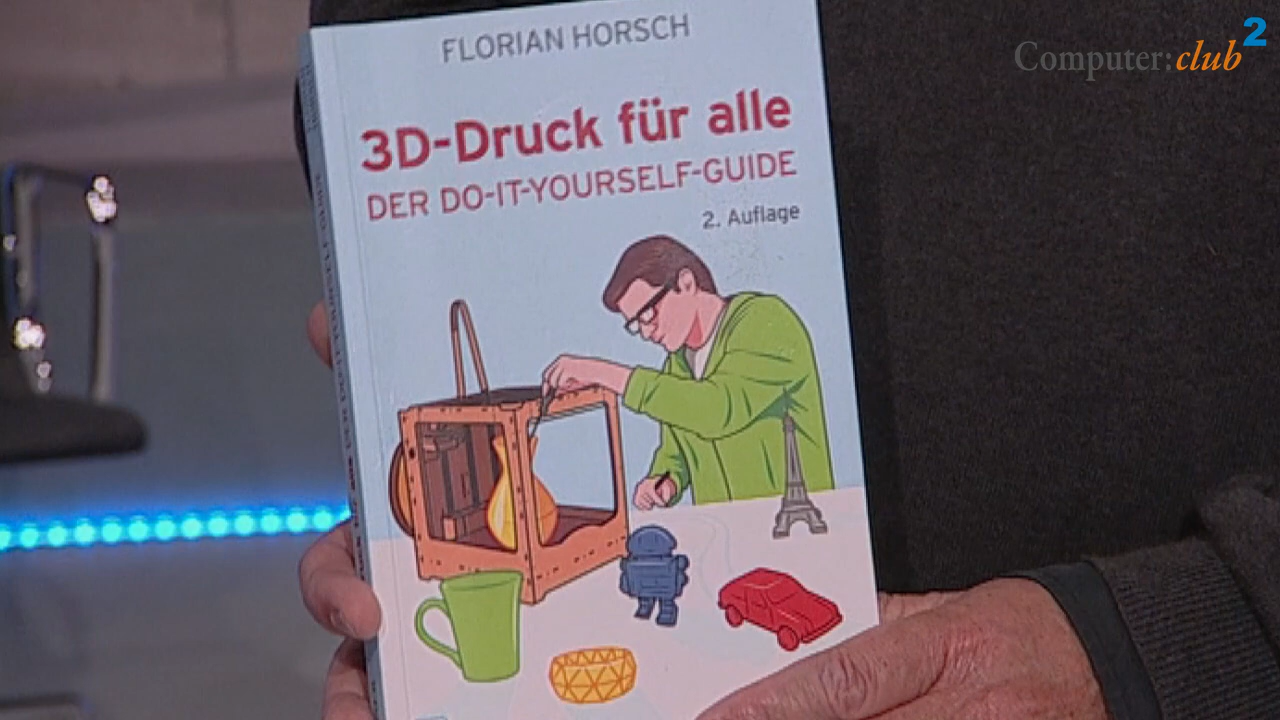 FLORIAN HORSCH
Computer:club2
3D-Druck für alle
DER DO-IT-YOURSELF-GUIDE
2. Auflage